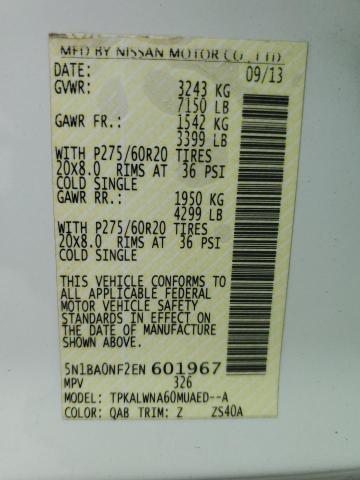 MFD BY NISSAN MOTOR CO., LTD
DATE: 09/13
GVWR: 3243 KG
7150 LB
GAWR FR.: 1542 KG
3399 LB
WITH P275/60R20 TIRES
20X8.0 RIMS AT 36 PSI
COLD SINGLE
GAWR RR.: 1950 KG
4299 LB
WITH P275/60R20 TIRES
20X8.0 RIMS AT 36 PSI
COLD SINGLE
THIS VEHICLE CONFORMS TO
ALL APPLICABLE FEDERAL
MOTOR VEHICLE SAFETY
STANDARDS IN EFFECT ON
THE DATE OF MANUFACTURE
SHOWN ABOVE.
5N1BA0NF2EN 601967
MPV 326
MODEL: TPKALWNA60MUAED--A
COLOR: QAB TRIM: Z ZS40A